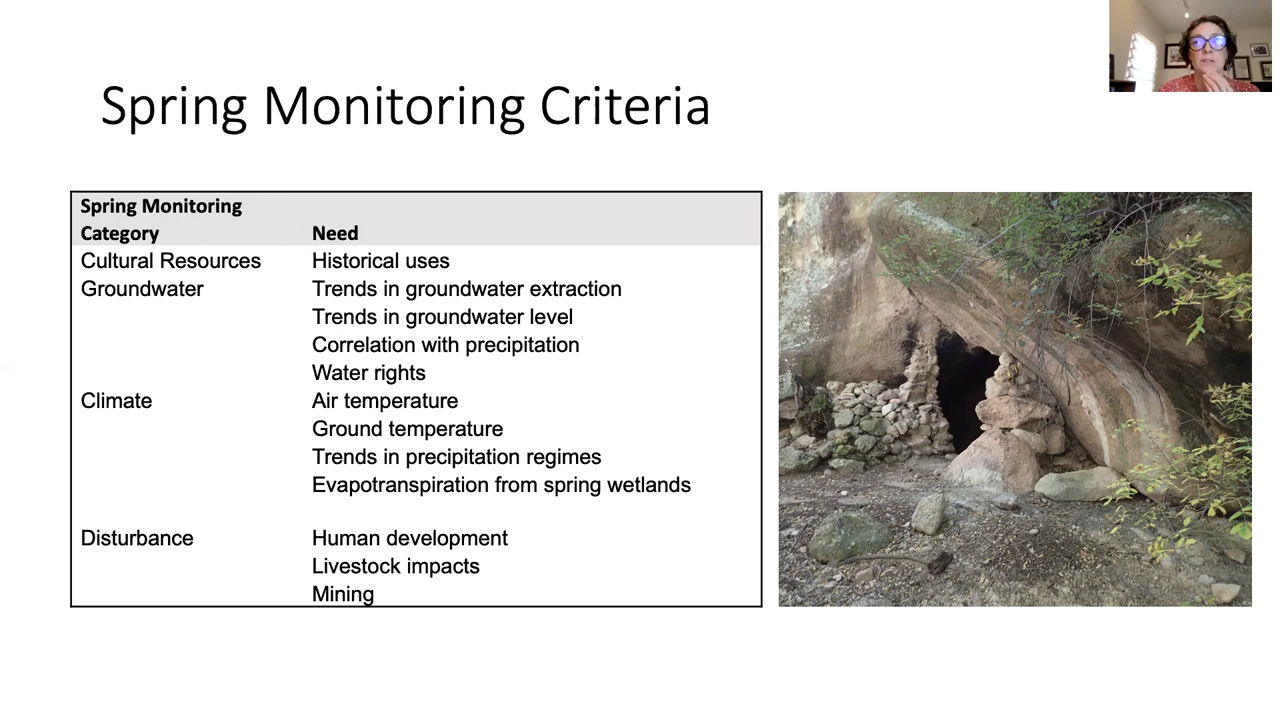 Spring Monitoring Criteria
Spring Monitoring
Category Need
Cultural Resources Historical uses
Groundwater Trends in groundwater extraction
Trends in groundwater level
Correlation with precipitation
Water rights
Climate Air temperature
Ground temperature
Trends in precipitation regimes
Evapotranspiration from spring wetlands
Disturbance Human development
Livestock impacts
Mining